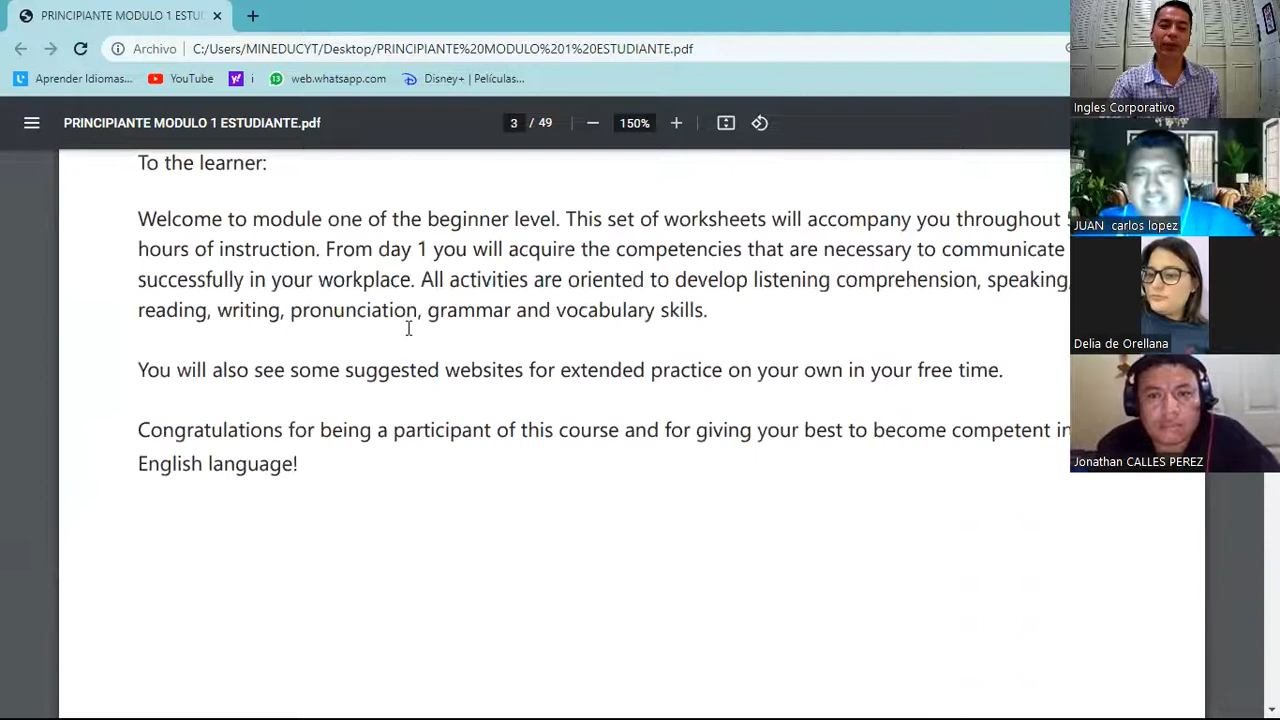 PRINCIPIANTE MODULO 1 ESTU
Archivo
C:/Users/MINEDUCYT/Desktop/PRINCIPIANTE%20MODULO%201%20ESTUDIANTE.pdf
Aprender Idiomas...
YouTube
i
web.whatsapp.com
Disney+ | Películas,...
PRINCIPIANTE MODULO 1 ESTUDIANTE.pdf
3 / 49
150%
To the learner:
Welcome to module one of the beginner level. This set of worksheets will accompany you throughout
hours of instruction. From day 1 you will acquire the competencies that are necessary to communicate
successfully in your workplace. All activities are oriented to develop listening comprehension, speaking,
reading, writing, pronunciation, grammar and vocabulary skills.
You will also see some suggested websites for extended practice on your own in your free time.
Congratulations for being a participant of this course and for giving your best to become competent in
English language!
Ingles Corporativo
JUAN carlos lopez
Delia de Orellana
Jonathan CALLES PEREZ